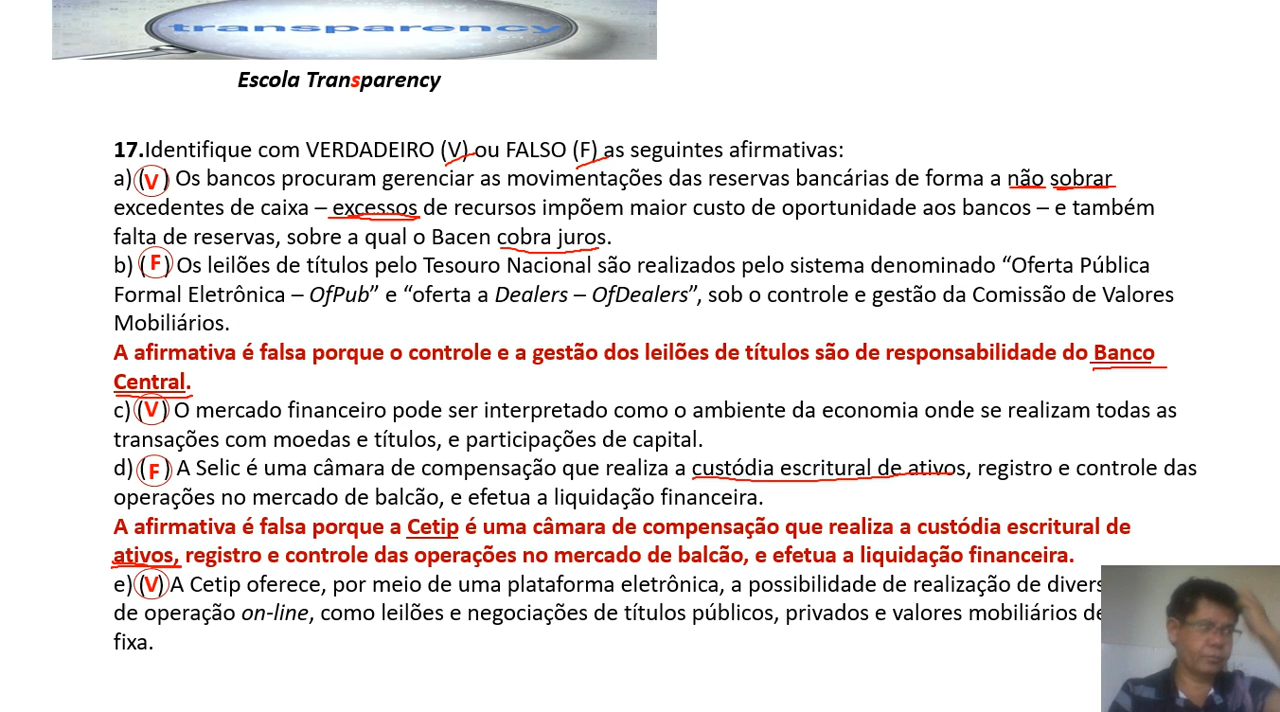 transparency
Escola Transparency
17.Identifique com VERDADEIRO (V) ou FALSO (F) as seguintes afirmativas:
a) (V) Os bancos procuram gerenciar as movimentações das reservas bancárias de forma a não sobrar
excedentes de caixa – excessos de recursos impõem maior custo de oportunidade aos bancos – e também
falta de reservas, sobre a qual o Bacen cobra juros.
b) (F) Os leilões de títulos pelo Tesouro Nacional são realizados pelo sistema denominado “Oferta Pública
Formal Eletrônica – OfPub” e “oferta a Dealers – OfDealers”, sob o controle e gestão da Comissão de Valores
Mobiliários.
A afirmativa é falsa porque o controle e a gestão dos leilões de títulos são de responsabilidade do Banco
Central.
c) (V) O mercado financeiro pode ser interpretado como o ambiente da economia onde se realizam todas as
transações com moedas e títulos, e participações de capital.
d) (F) A Selic é uma câmara de compensação que realiza a custódia escritural de ativos, registro e controle das
operações no mercado de balcão, e efetua a liquidação financeira.
A afirmativa é falsa porque a Cetip é uma câmara de compensação que realiza a custódia escritural de
ativos, registro e controle das operações no mercado de balcão, e efetua a liquidação financeira.
e) (V) A Cetip oferece, por meio de uma plataforma eletrônica, a possibilidade de realização de
de operação on-line, como leilões e negociações de títulos públicos, privados e valores mobiliários
fixa.